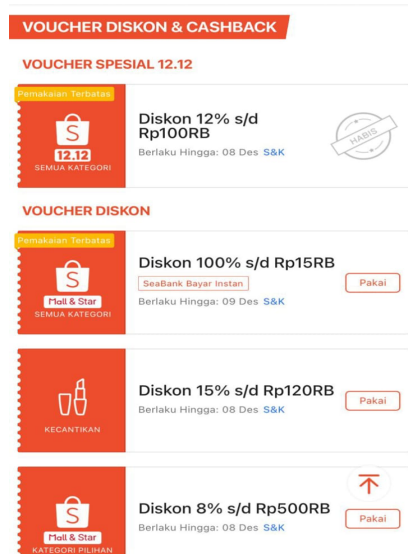 VOUCHER DISKON & CASHBACK
VOUCHER SPESIAL 12.12
Pemakaian Terbatas
S
12.12
SEMUA KATEGORI
Diskon 12% s/d
Rp100RB
Berlaku Hingga: 08 Des S&K
HABIS
VOUCHER DISKON
Pemakaian Terbatas
S
Mall & Star
SEMUA KATEGORI
Diskon 100% s/d Rp15RB
SeaBank Bayar Instan
Berlaku Hingga: 09 Des S&K
Pakai
KECANTIKAN
Diskon 15% s/d Rp120RB
Berlaku Hingga: 08 Des S&K
Pakai
S
Mall & Star
KATEGORI PILIHAN
Diskon 8% s/d Rp500RB
Berlaku Hingga: 08 Des S&K
Pakai